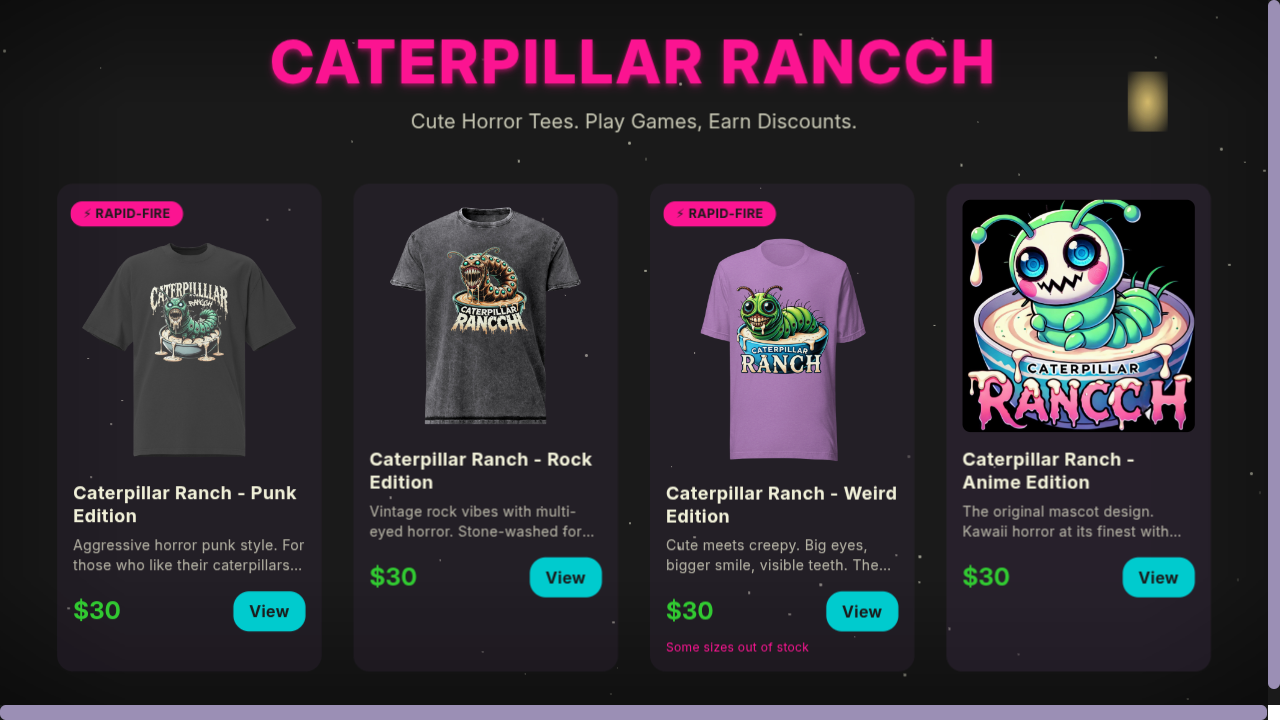 CATERPILLAR RANCCH
Cute Horror Tees. Play Games, Earn Discounts.
⚡ RAPID-FIRE
CATERPILLLLAR
RANCCH
Caterpillar Ranch - Punk
Edition
Aggressive horror punk style. For
those who like their caterpillars...
$30
View
CATERPILLAR
RANCCH
Caterpillar Ranch - Rock
Edition
Vintage rock vibes with multi-
eyed horror. Stone-washed for...
$30
View
⚡ RAPID-FIRE
CATERPILLAR
RANCH
Caterpillar Ranch - Weird
Edition
Cute meets creepy. Big eyes,
bigger smile, visible teeth. The...
$30
View
Some sizes out of stock
CATERPILLAR
RANCCH
Caterpillar Ranch -
Anime Edition
The original mascot design.
Kawaii horror at its finest with...
$30
View